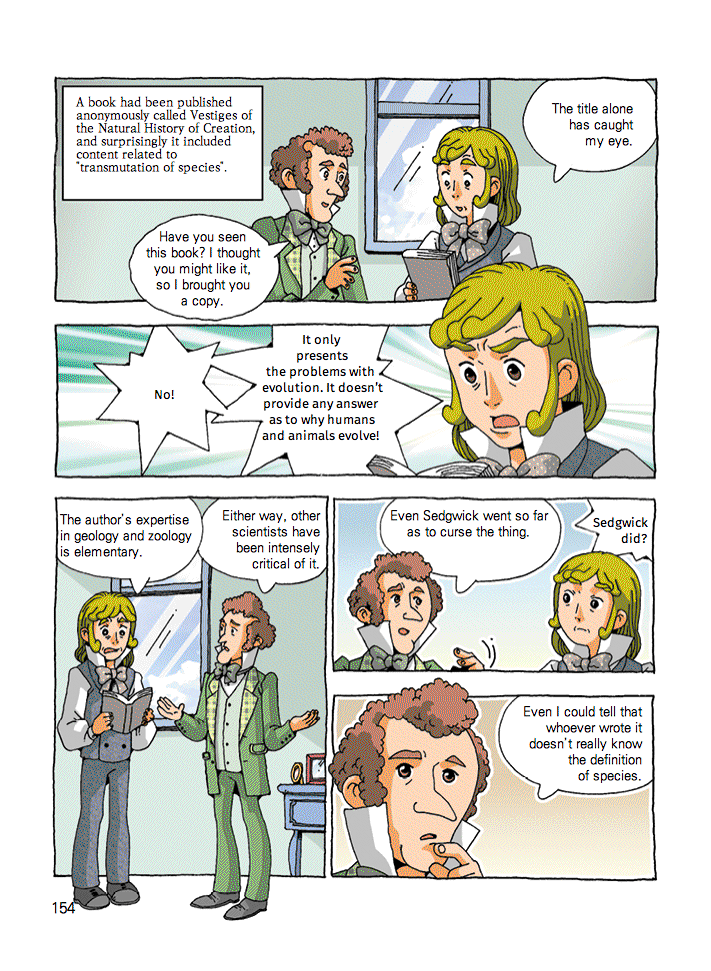 A book had been published
anonymously called Vestiges of
the Natural History of Creation,
and surprisingly it included
content related to
"transmutation of species".
Have you seen
this book? I thought
you might like it,
so I brought you
a copy.
The title alone
has caught
my eye.
No!
It only
presents
the problems with
evolution. It doesn't
provide any answer
as to why humans
and animals evolve!
The author's expertise
in geology and zoology
is elementary.
Either way, other
scientists have
been intensely
critical of it.
Even Sedgwick went so far
as to curse the thing.
Sedgwick
did?
Even I could tell that
whoever wrote it
doesn't really know
the definition
of species.
154